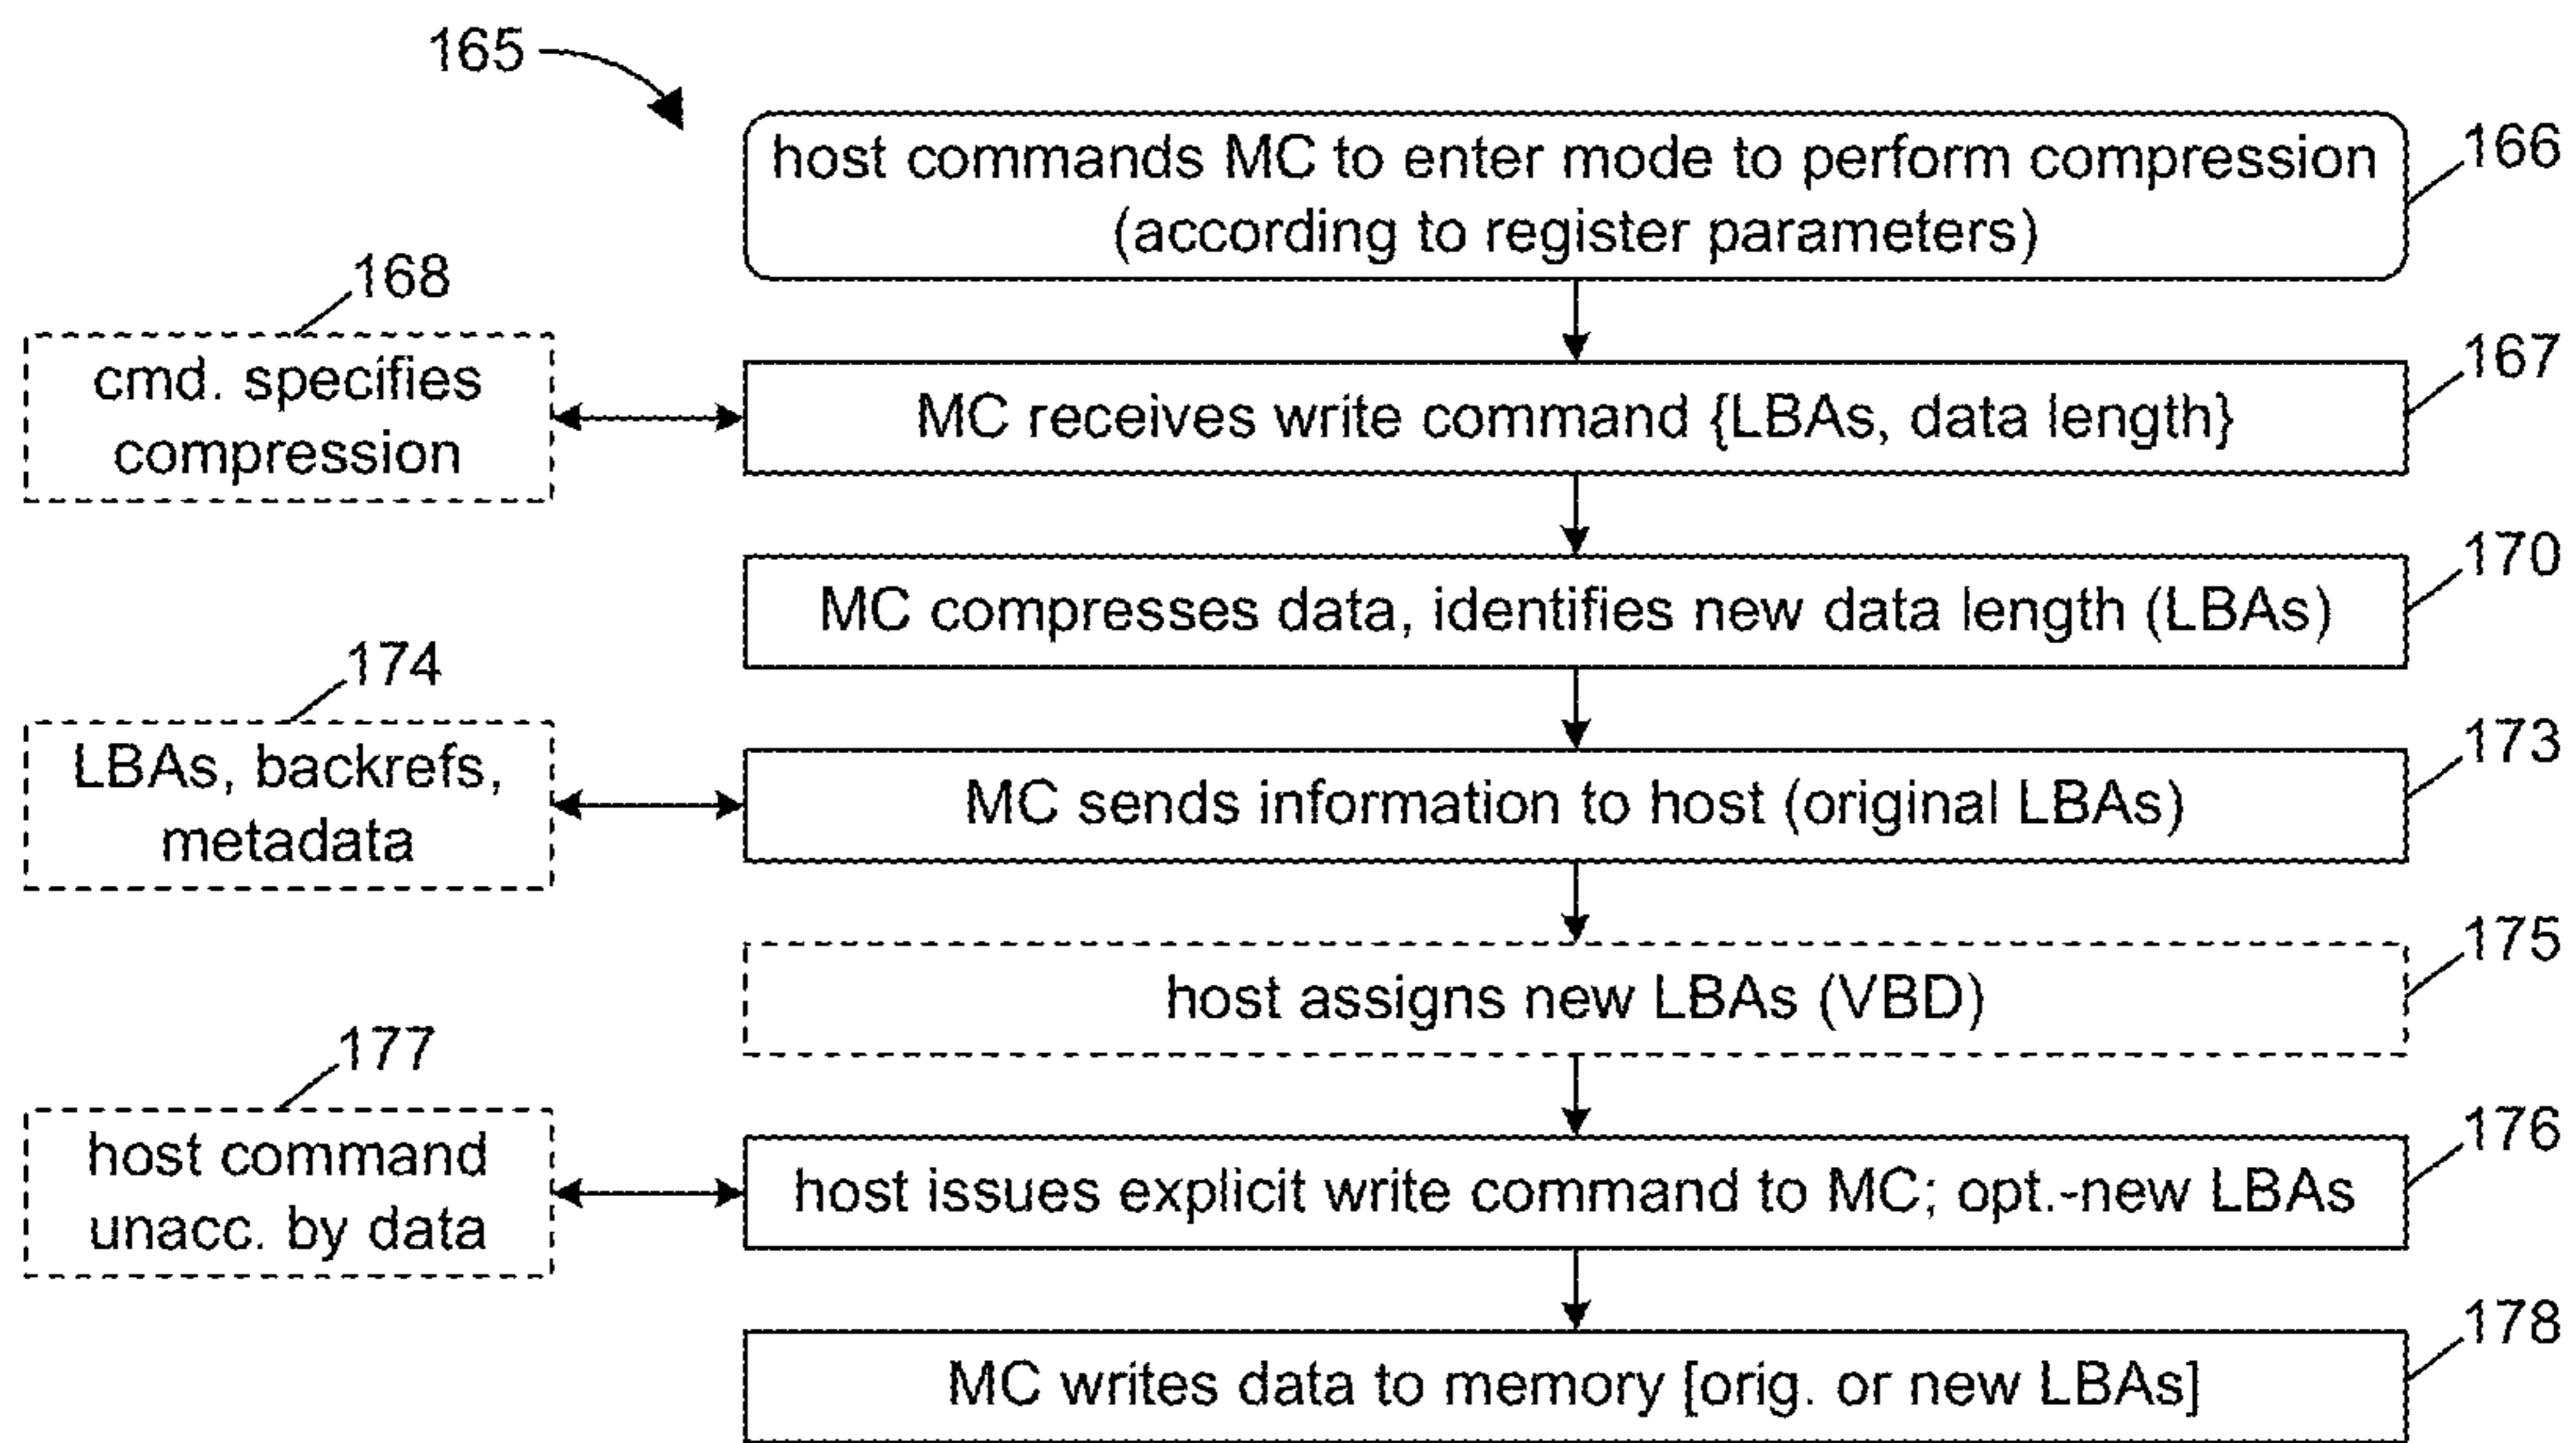 165
host commands MC to enter mode to perform compression
(according to register parameters)
166
168
cmd. specifies
compression
MC receives write command {LBAs, data length}
167
MC compresses data, identifies new data length (LBAs)
170
174
LBAs, backrefs,
metadata
MC sends information to host (original LBAs)
173
host assigns new LBAs (VBD)
175
177
host command
unacc. by data
host issues explicit write command to MC; opt.-new LBAs
176
MC writes data to memory [orig. or new LBAs]
178